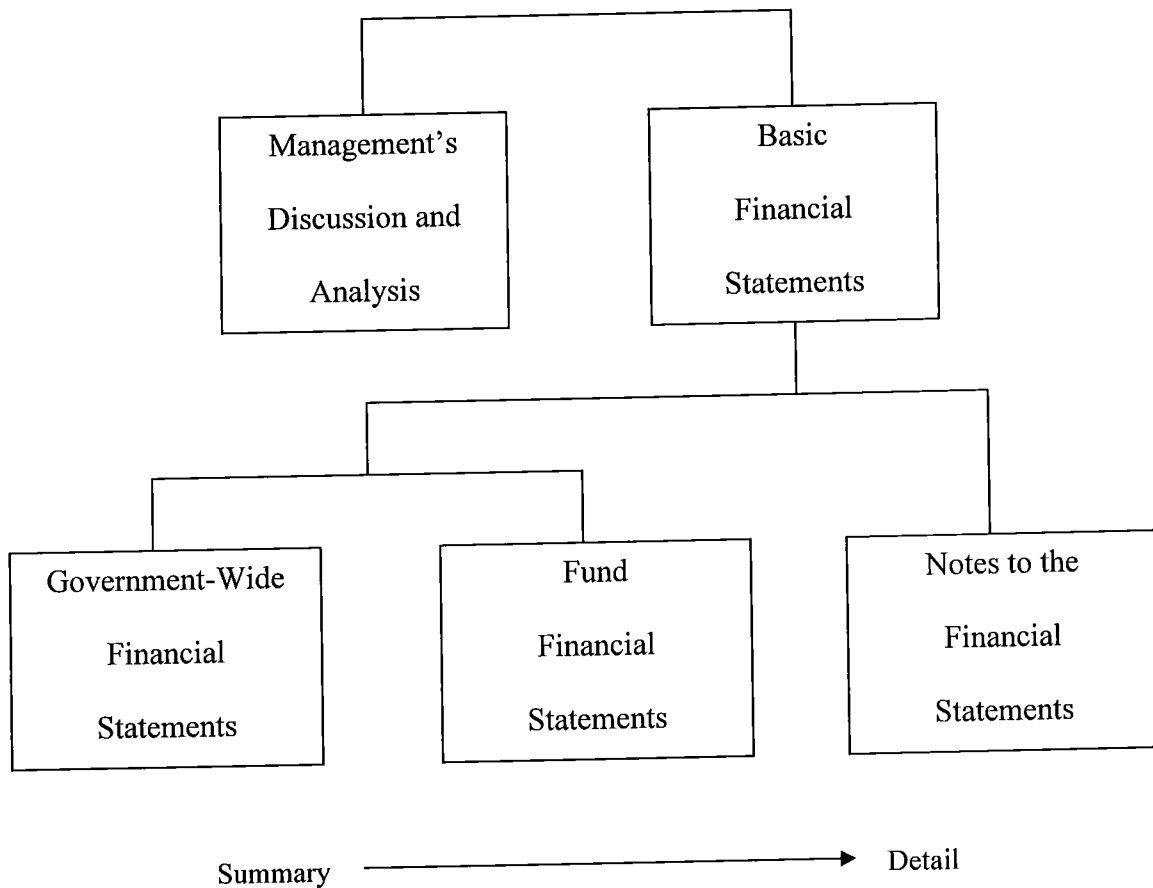 Management’s
Discussion and
Analysis
Basic
Financial
Statements
Government-Wide
Financial
Statements
Fund
Financial
Statements
Notes to the
Financial
Statements
Summary
Detail